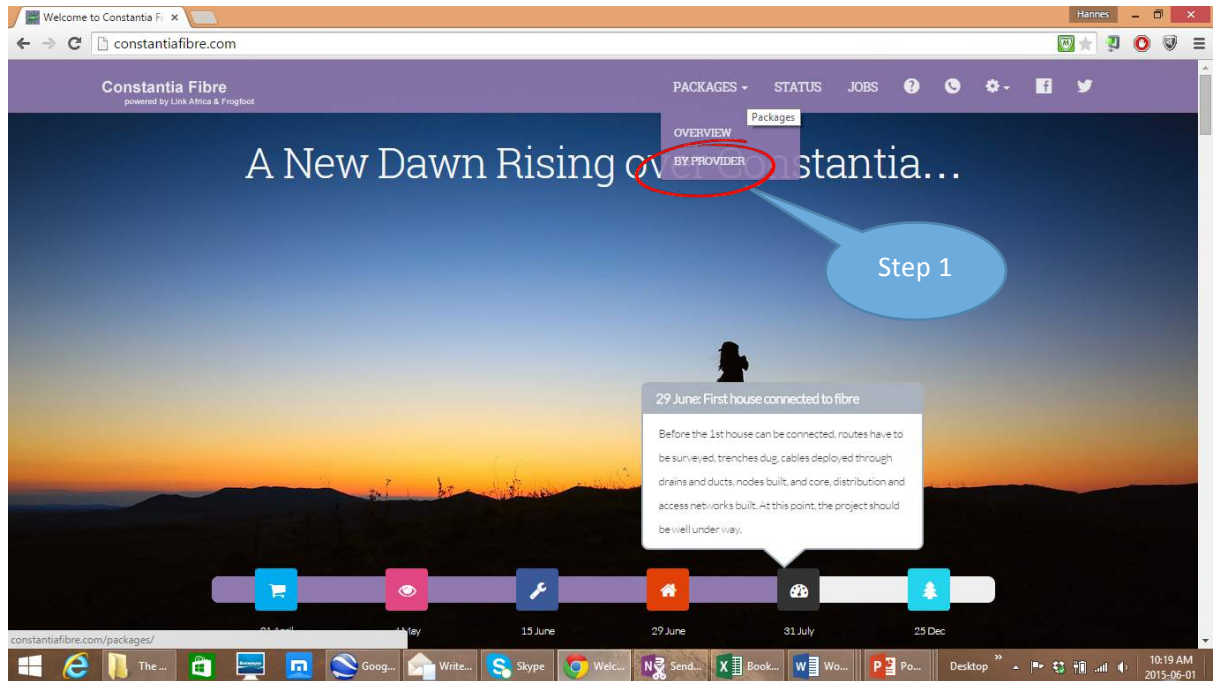 Welcome to Constantia Fi
Hannes
constantiafibre.com
Constantia Fibre
powered by Link Africa & Frogfoot
PACKAGES
STATUS
JOBS
Packages
OVERVIEW
BY PROVIDER
A New Dawn Rising over Constantia...
Step 1
29 June: First house connected to fibre
Before the 1st house can be connected, routes have to
be surveyed, trenches dug, cables deployed through
drains and ducts, nodes built, and core, distribution and
access networks built. At this point, the project should
be well under way.
15 June
29 June
31 July
25 Dec
constantiafibre.com/packages/
The ...
Goog...
Write...
Skype
Welc...
Send...
Book...
Wo...
Po...
Desktop
10:19 AM
2015-06-01